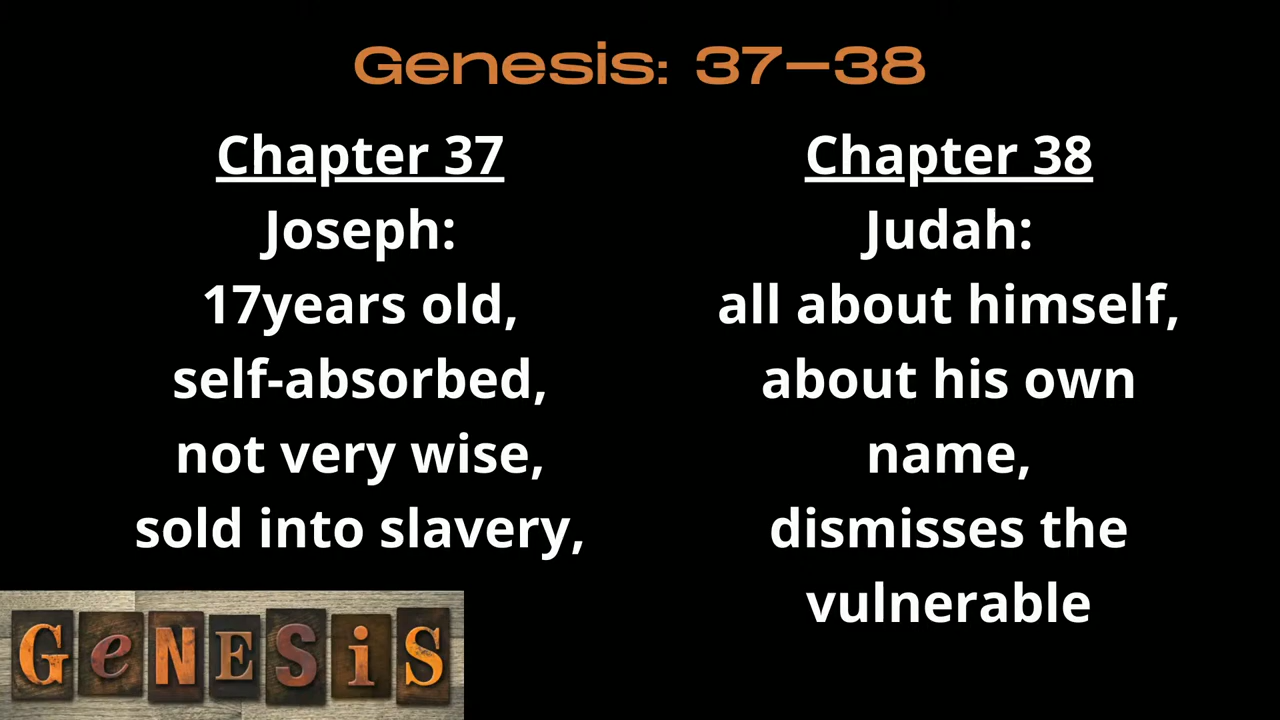 Genesis: 37–38
Chapter 37
Joseph:
17years old,
self-absorbed,
not very wise,
sold into slavery,
Chapter 38
Judah:
all about himself,
about his own
name,
dismisses the
vulnerable
GeNESiS